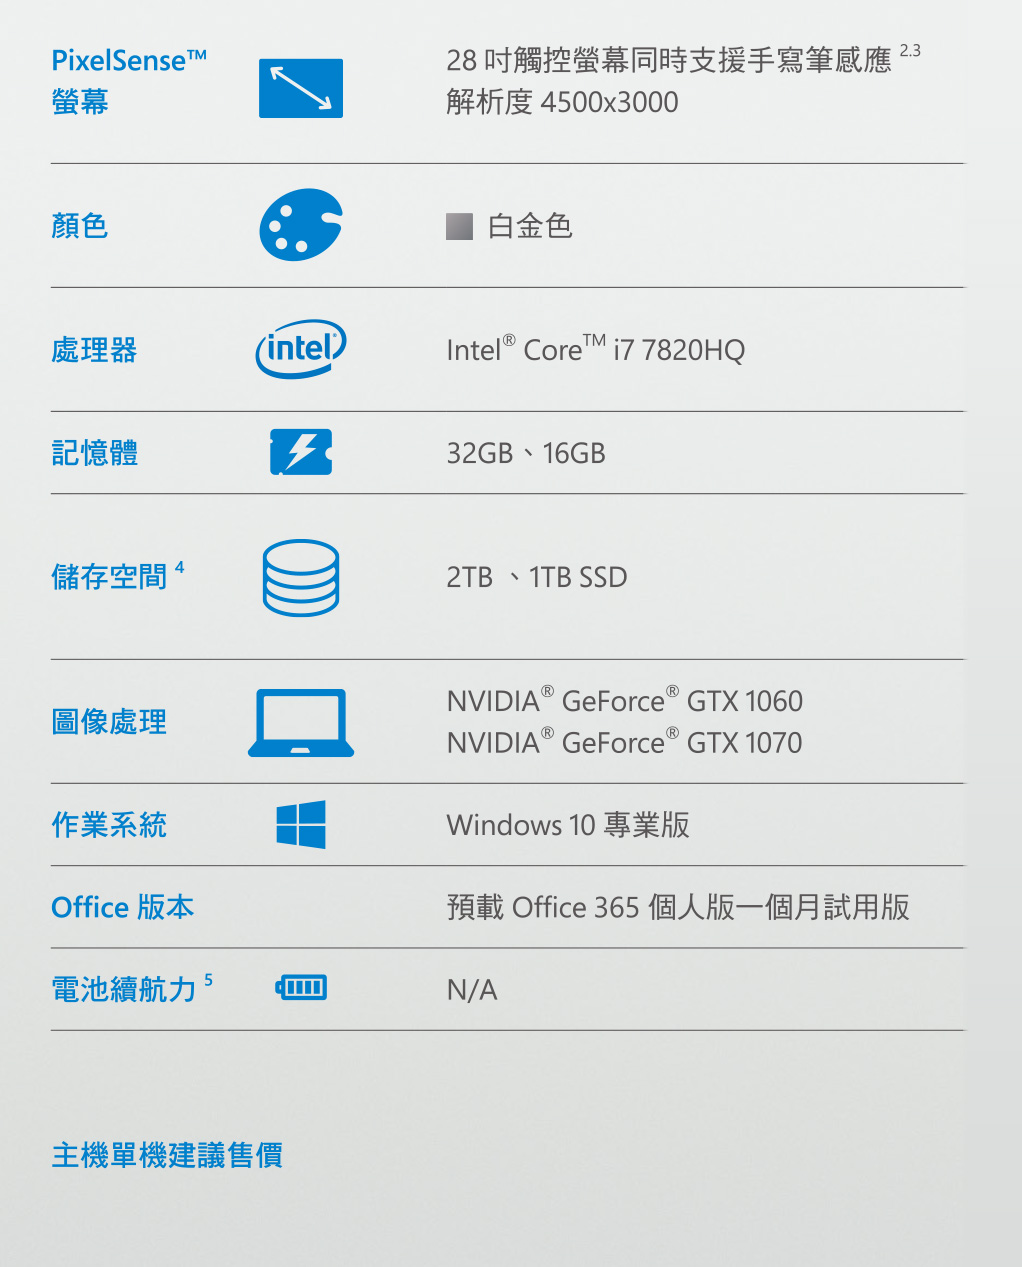 PixelSense™
螢幕
28 吋觸控螢幕同時支援手寫筆感應 2.3
解析度 4500x3000
顏色
白金色
處理器
intel®
Intel® Core™ i7 7820HQ
記憶體
32GB、16GB
儲存空間 4
2TB 、1TB SSD
圖像處理
NVIDIA® GeForce® GTX 1060
NVIDIA® GeForce® GTX 1070
作業系統
Windows 10 專業版
Office 版本
預載 Office 365 個人版一個月試用版
電池續航力 5
N/A
主機單機建議售價